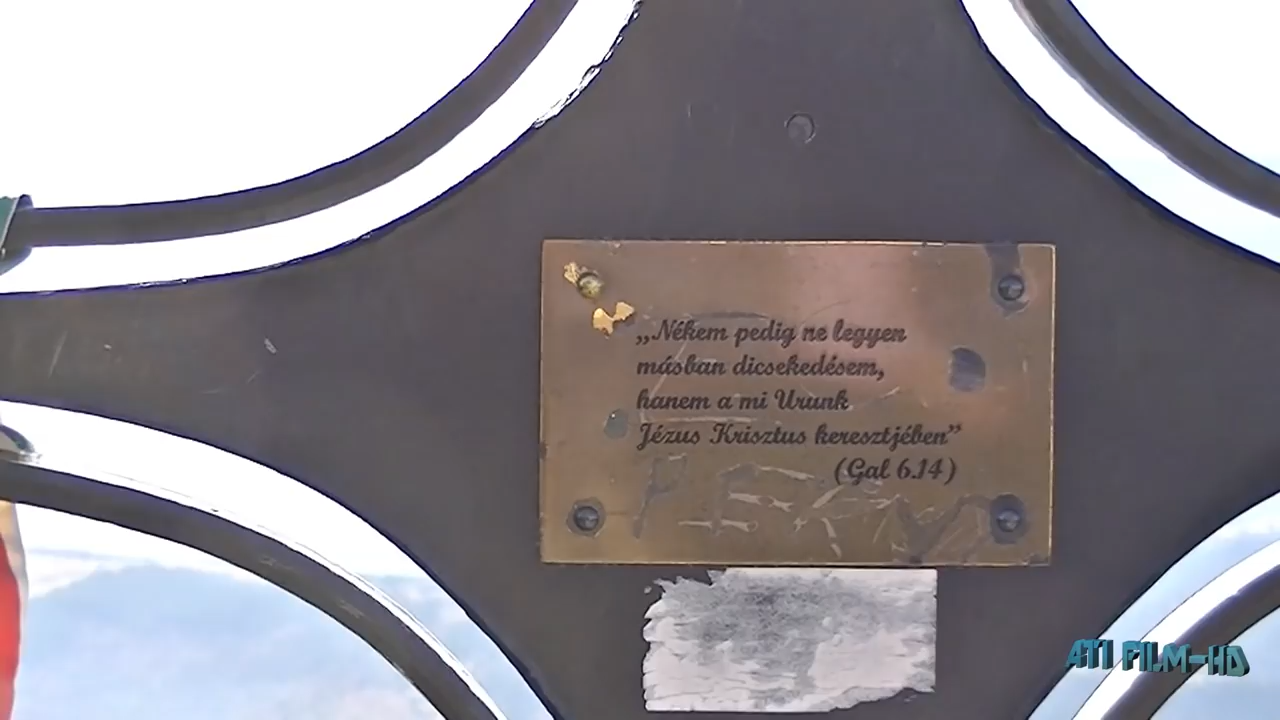 „Nékem pedig ne legyen
másban dicsekedésem,
hanem a mi Urunk
Jézus Krisztus keresztjében”
(Gal 6.14)
ATI FILM-HD